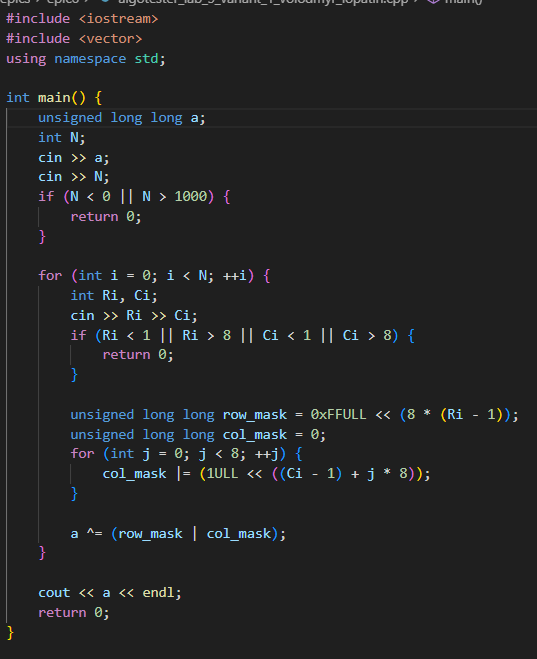 epics > epic6 > algotester_lab_5_variant_1_volodmyr_lopatin.cpp > main()
#include <iostream>
#include <vector>
using namespace std;
int main() {
unsigned long long a;
int N;
cin >> a;
cin >> N;
if (N < 0 || N > 1000) {
return 0;
}
for (int i = 0; i < N; ++i) {
int Ri, Ci;
cin >> Ri >> Ci;
if (Ri < 1 || Ri > 8 || Ci < 1 || Ci > 8) {
return 0;
}
unsigned long long row_mask = 0xFFULL << (8 * (Ri - 1));
unsigned long long col_mask = 0;
for (int j = 0; j < 8; ++j) {
col_mask |= (1ULL << ((Ci - 1) + j * 8));
}
a ^= (row_mask | col_mask);
}
cout << a << endl;
return 0;
}